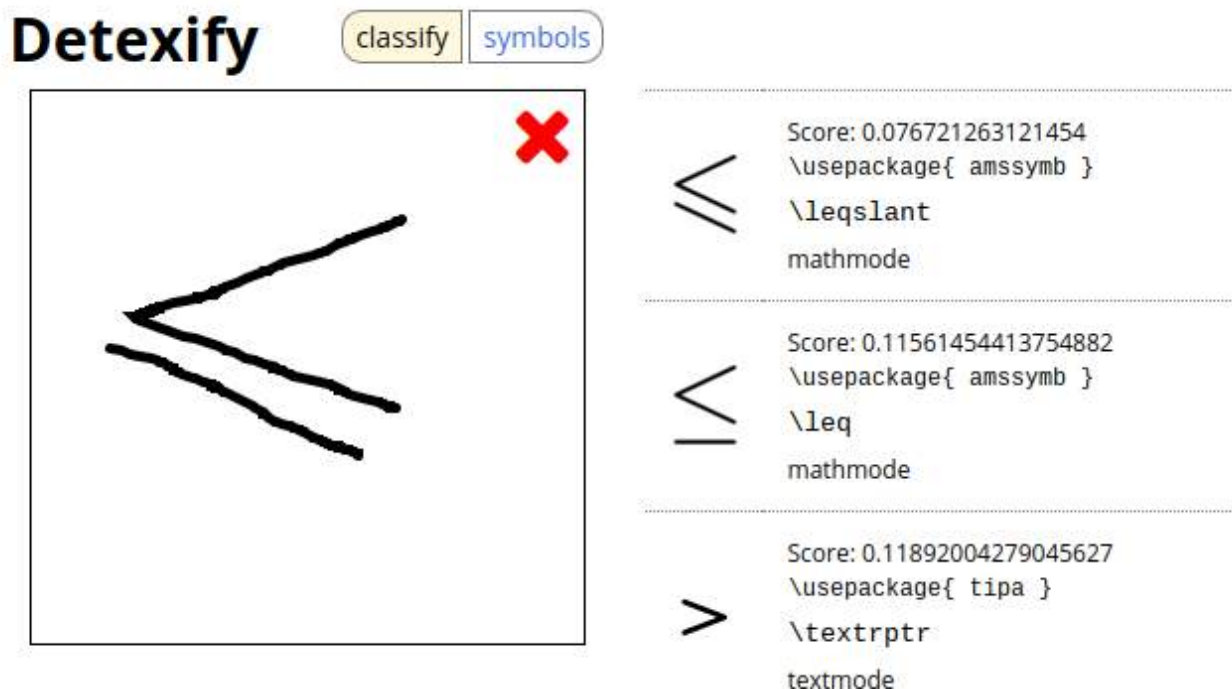 Detexify
classify symbols
Score: 0.076721263121454
\usepackage{ amssymb }
\leqslant
mathmode
Score: 0.11561454413754882
\usepackage{ amssymb }
\leq
mathmode
Score: 0.11892004279045627
\usepackage{ tipa }
\textrptr
textmode